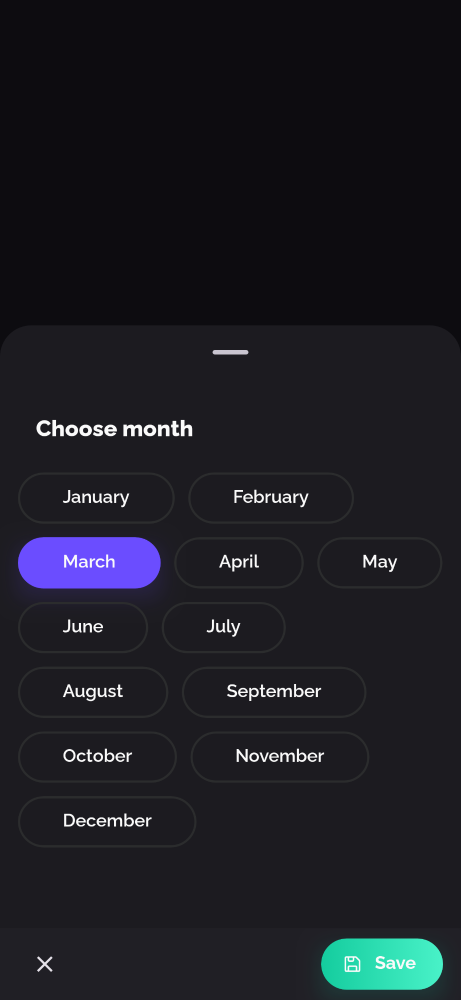 Choose month
January February
March April May
June July
August September
October November
December
Save